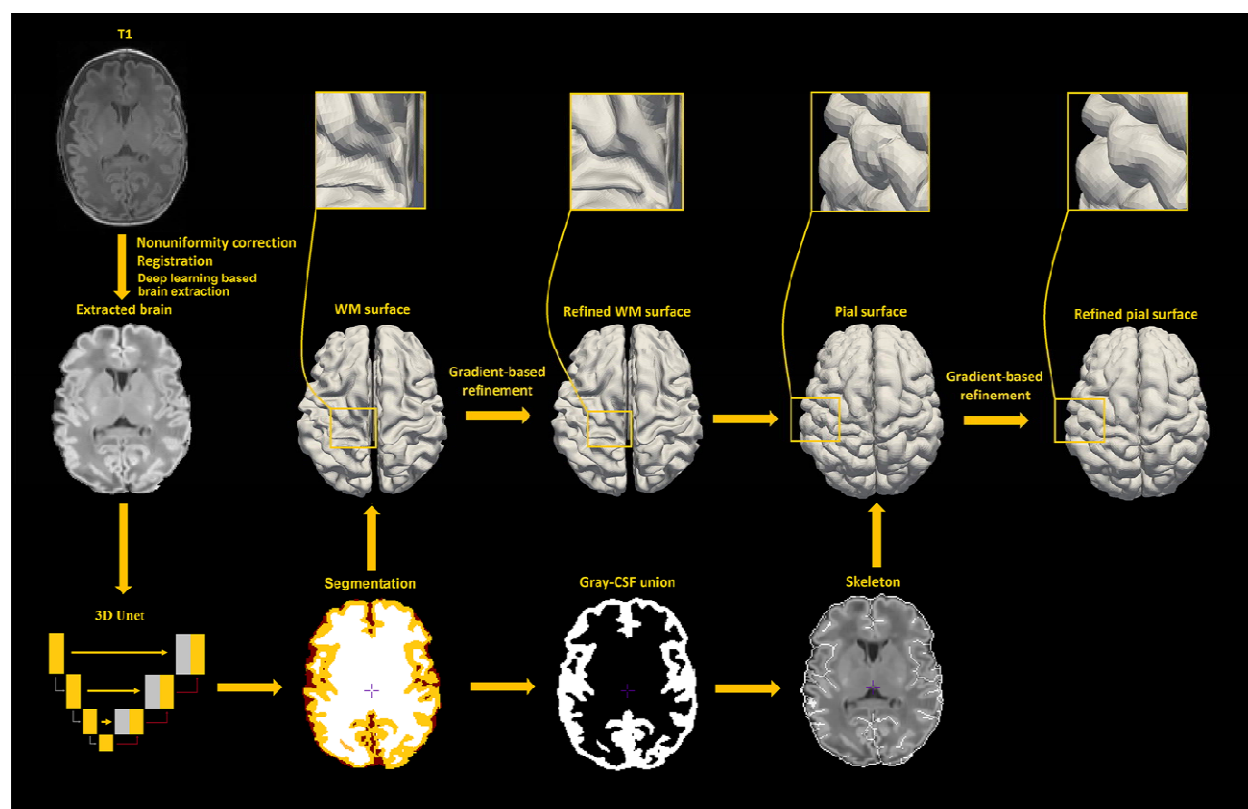 T1
Nonuniformity correction
Registration
Deep learning based
brain extraction
Extracted brain
WM surface
Refined WM surface
Pial surface
Refined pial surface
Gradient-based
refinement
Gradient-based
refinement
3D Unet
Segmentation
Gray-CSF union
Skeleton